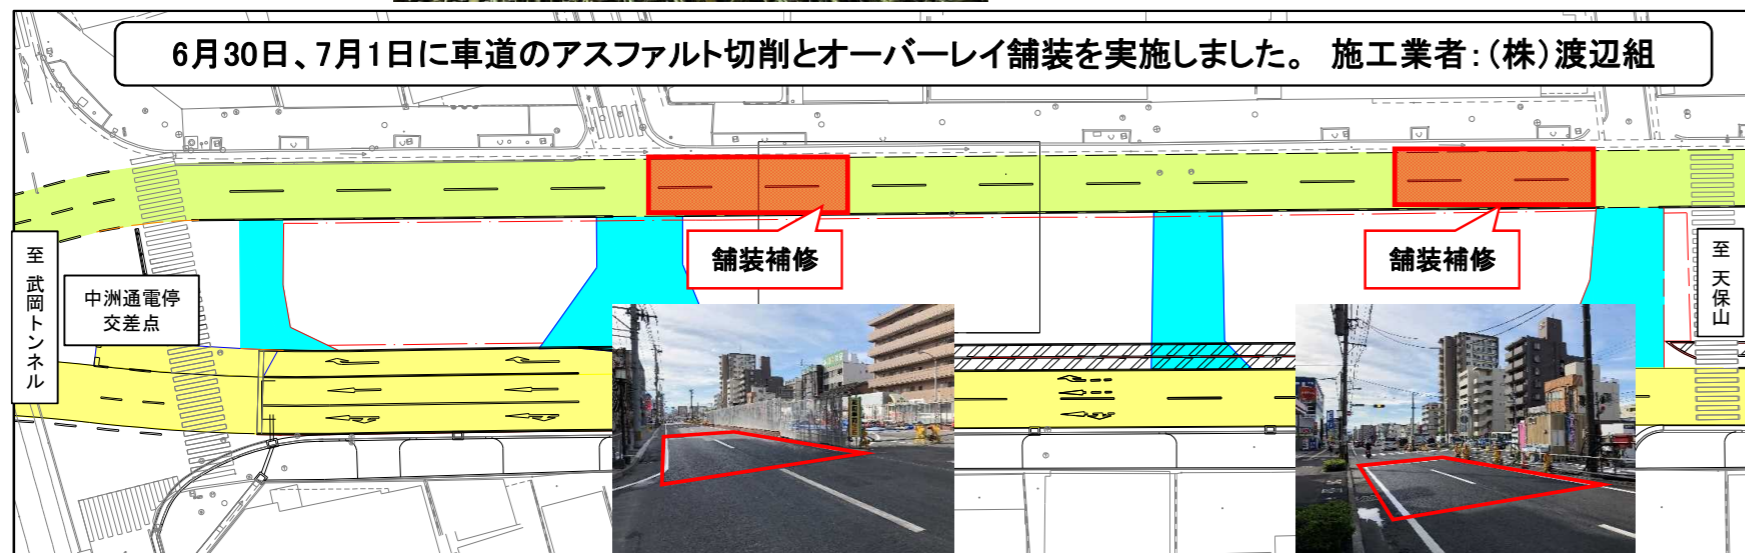 6月30日、7月1日に車道のアスファルト切削とオーバーレイ舗装を実施しました。 施工業者：(株)渡辺組
舗装補修
舗装補修
至 武岡トンネル
中洲通電停
交差点
至 天保山